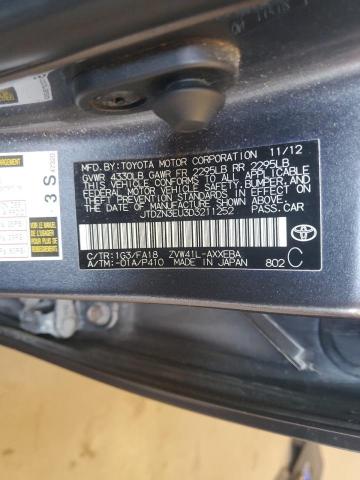 MFD.BY:TOYOTA MOTOR CORPORATION 11/12
GVWR 4330LB GAWR FR 2295LB RR 2295LB
THIS VEHICLE CONFORMS TO ALL APPLICABLE
FEDERAL MOTOR VEHICLE SAFETY, BUMPER AND
THEFT PREVENTION STANDARDS IN EFFECT ON THE
DATE OF MANUFACTURE SHOWN ABOVE.
JTDZN3EU3D3211252 PASS.CAR
C/TR:1G3/FA18 ZVW41L-AXXEBA
A/TM:-01A/P410 MADE IN JAPAN 802 C
TOYOTA
3 S